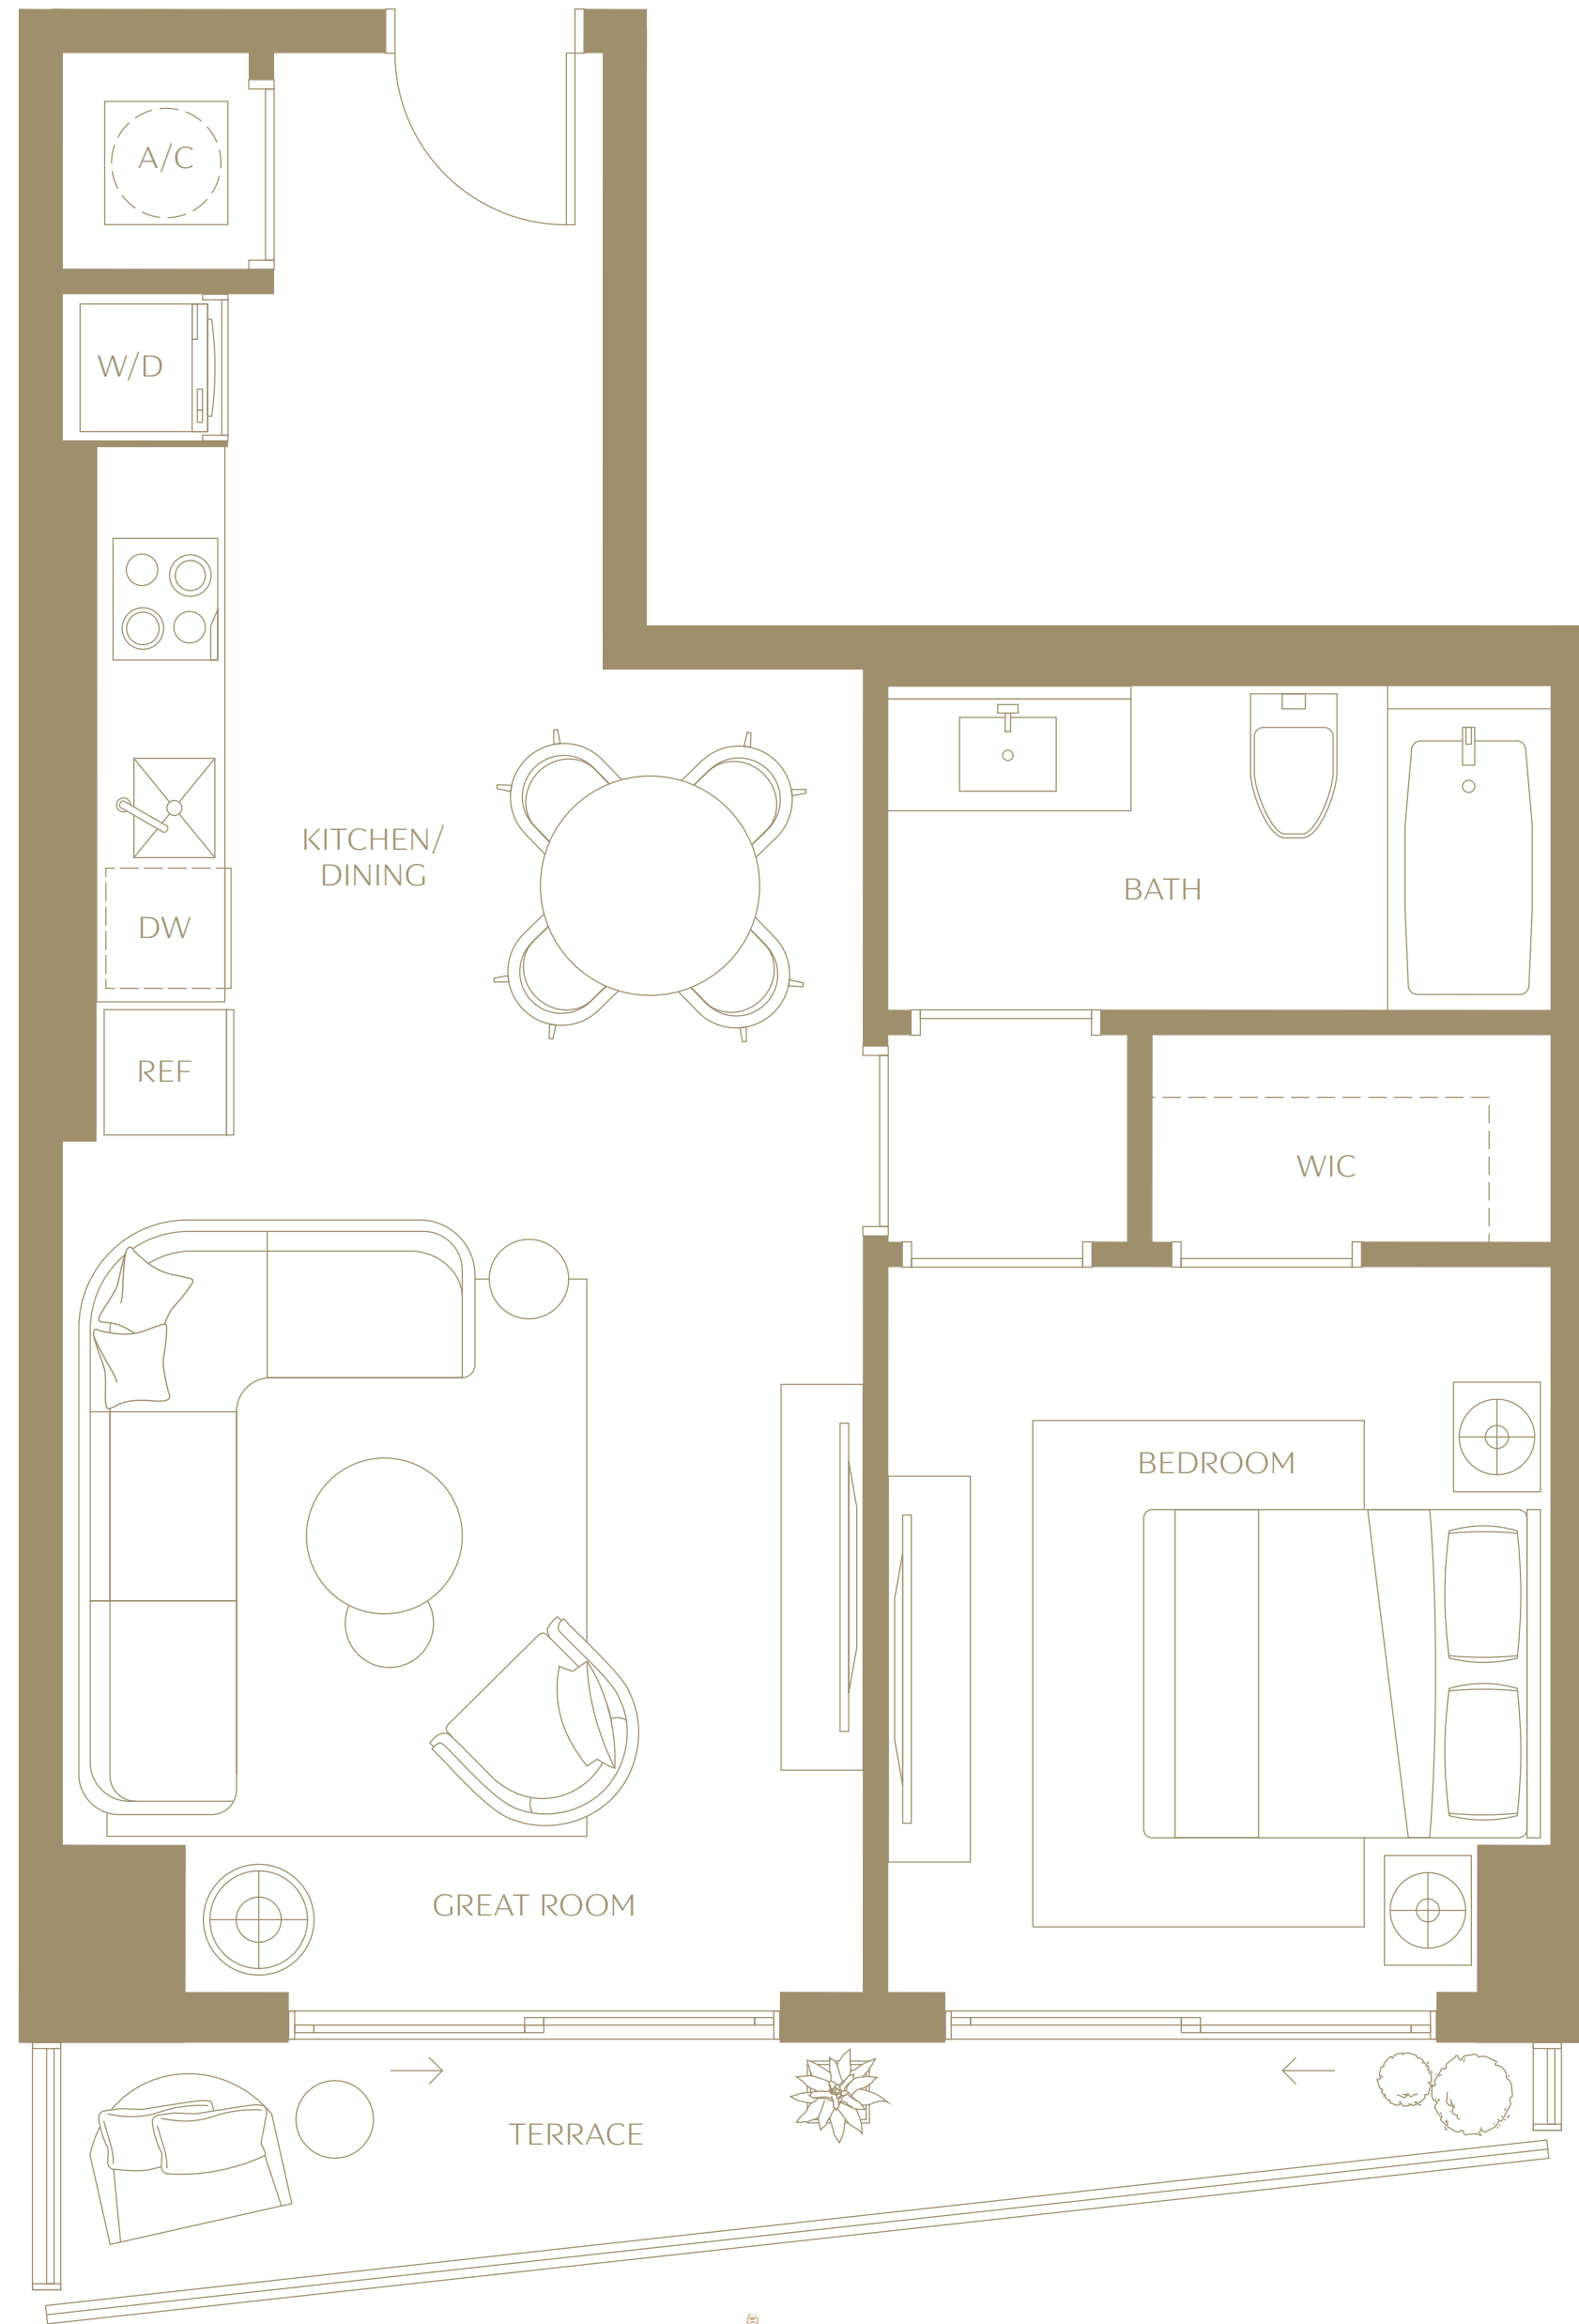 A/C
W/D
KITCHEN/
DINING
BATH
DW
REF
WIC
BEDROOM
GREAT ROOM
TERRACE